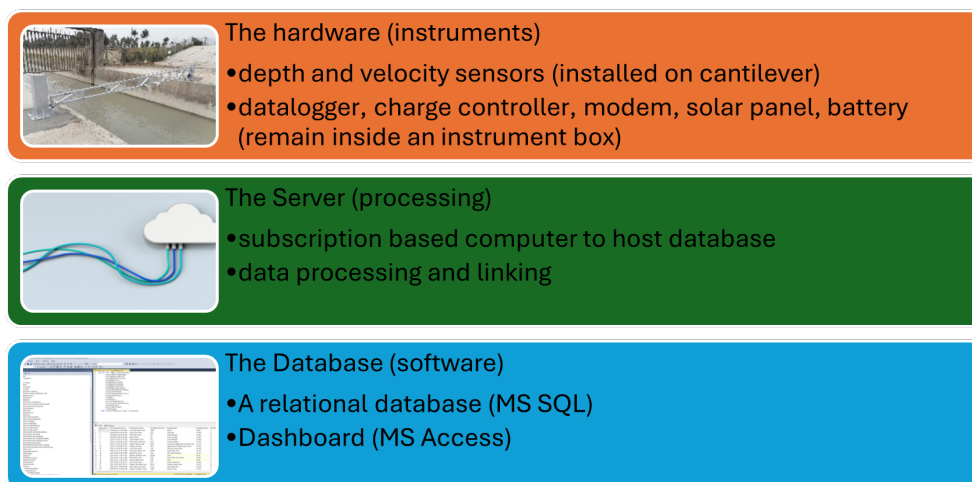 The hardware (instruments)
•depth and velocity sensors (installed on cantilever)
•datalogger, charge controller, modem, solar panel, battery
(remain inside an instrument box)
The Server (processing)
•subscription based computer to host database
•data processing and linking
The Database (software)
•A relational database (MS SQL)
•Dashboard (MS Access)